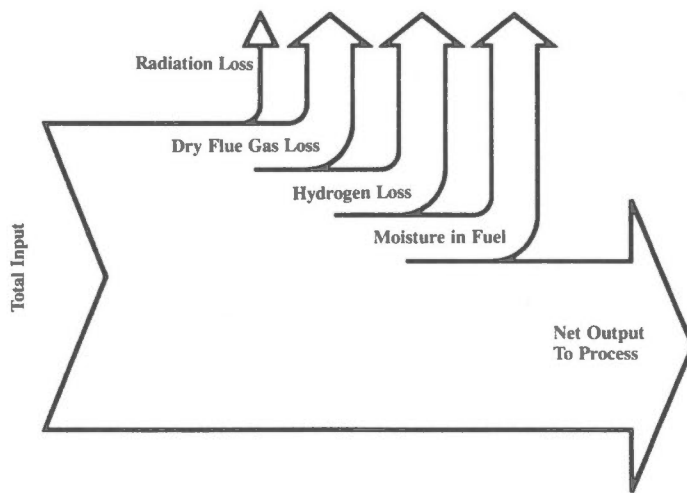 Radiation Loss
Dry Flue Gas Loss
Hydrogen Loss
Moisture in Fuel
Total Input
Net Output
To Process